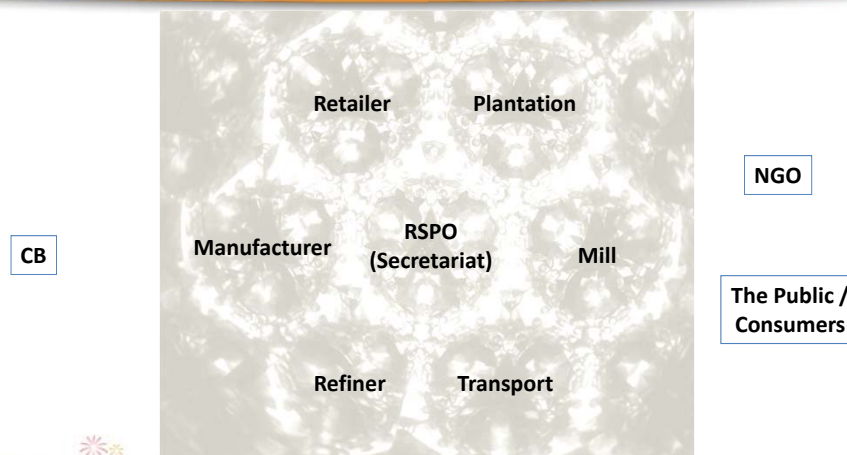 Retailer
Plantation
NGO
CB
Manufacturer
RSPO
(Secretariat)
Mill
The Public /
Consumers
Refiner
Transport